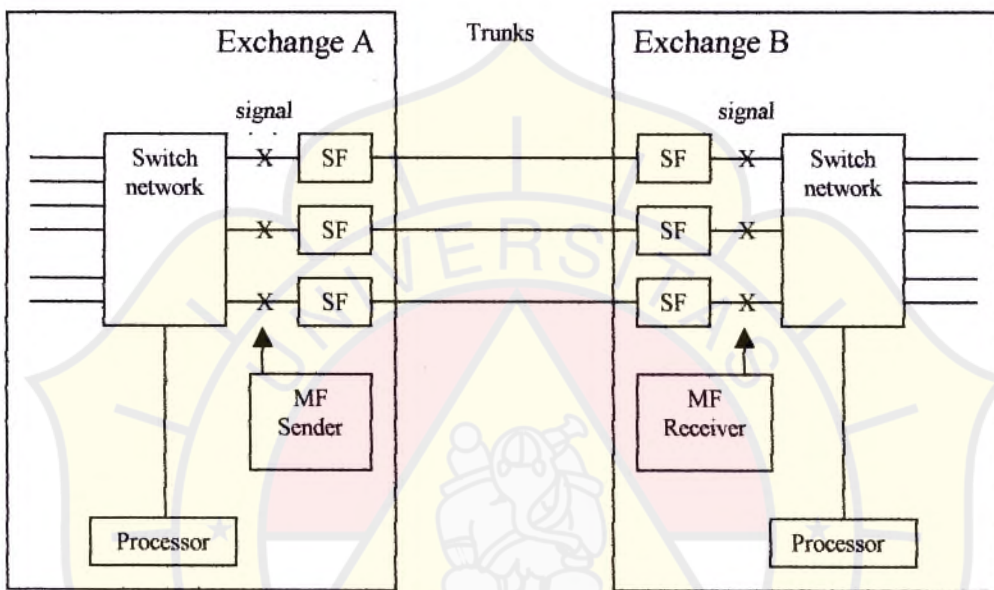 Exchange A
Trunks
Exchange B
signal
signal
Switch
network
X
SF
SF
X
Switch
network
X
SF
SF
X
X
SF
SF
X
MF
Sender
MF
Receiver
Processor
Processor
UNIVERSITAS